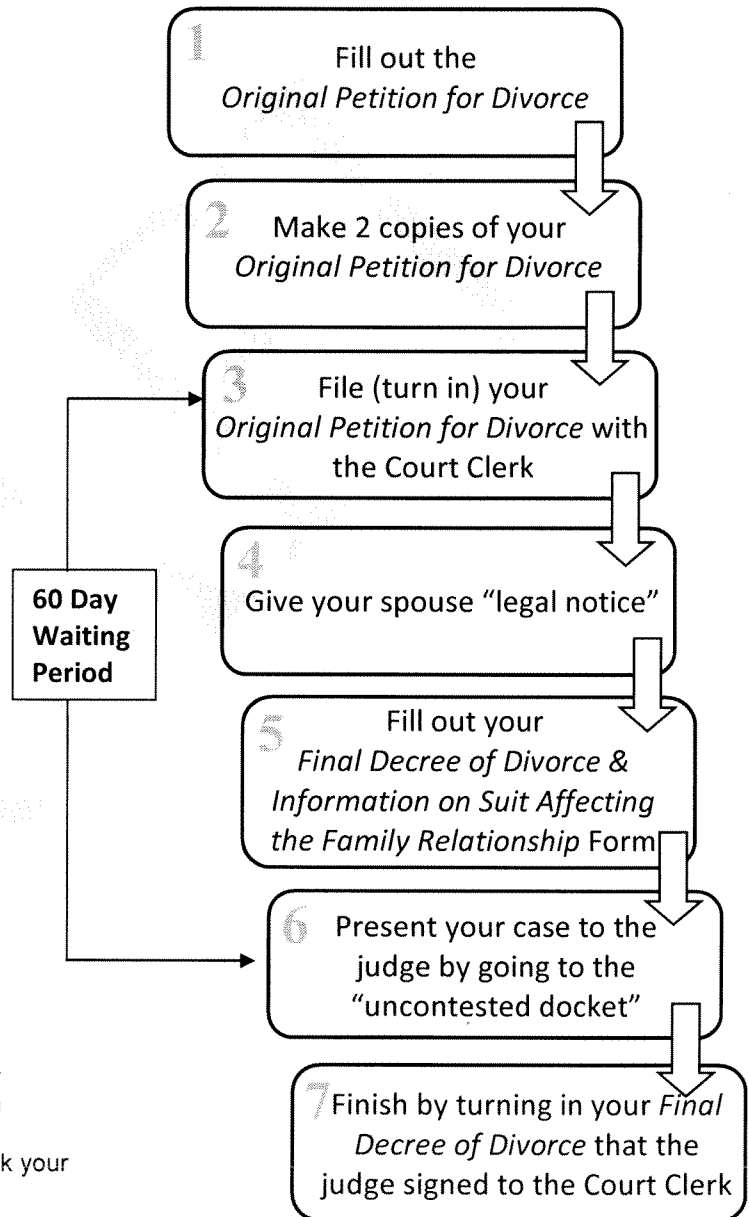 1
Fill out the
Original Petition for Divorce
2
Make 2 copies of your
Original Petition for Divorce
3
File (turn in) your
Original Petition for Divorce with
the Court Clerk
4
Give your spouse “legal notice”
60 Day
Waiting
Period
5
Fill out your
Final Decree of Divorce &
Information on Suit Affecting
the Family Relationship Form
6
Present your case to the
judge by going to the
“uncontested docket”
7
Finish by turning in your Final
Decree of Divorce that the
judge signed to the Court Clerk
your